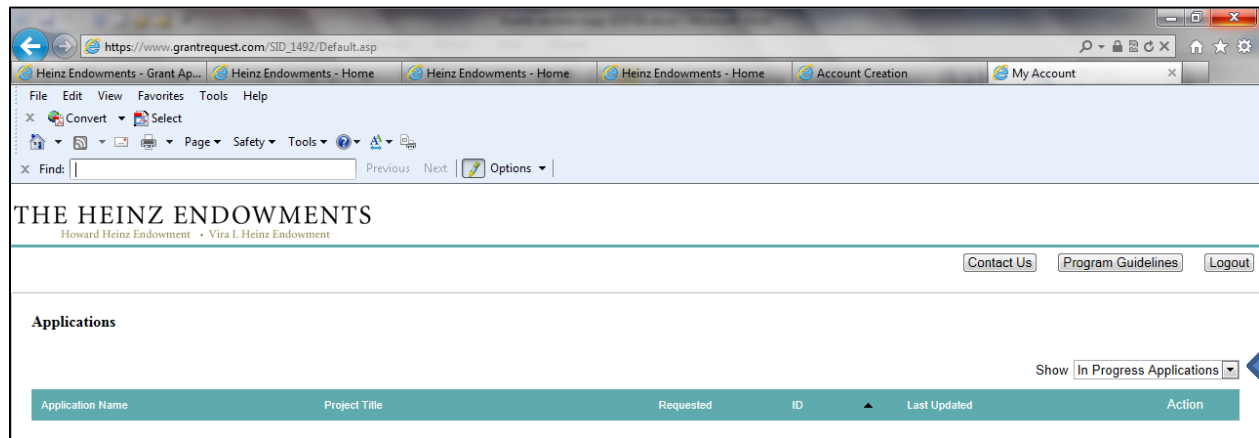 https://www.grantrequest.com/SID_1492/Default.asp
Heinz Endowments - Grant Ap... Heinz Endowments - Home Heinz Endowments - Home Heinz Endowments - Home Account Creation My Account
File Edit View Favorites Tools Help
Convert Select
Page Safety Tools
Find: Previous Next Options
THE HEINZ ENDOWMENTS
Howard Heinz Endowment • Vira I. Heinz Endowment
Contact Us Program Guidelines Logout
Applications
Show In Progress Applications
Application Name Project Title Requested ID Last Updated Action